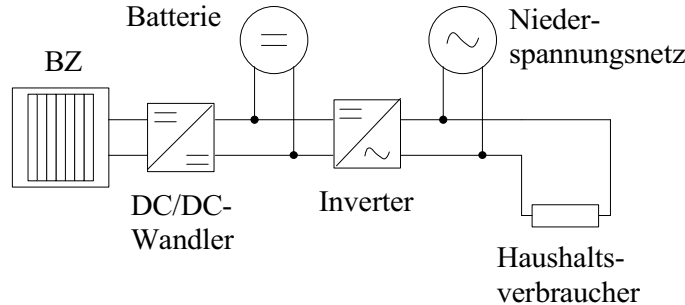 Batterie
Nieder-
spannungsnetz
BZ
DC/DC-
Wandler
Inverter
Haushalts-
verbraucher